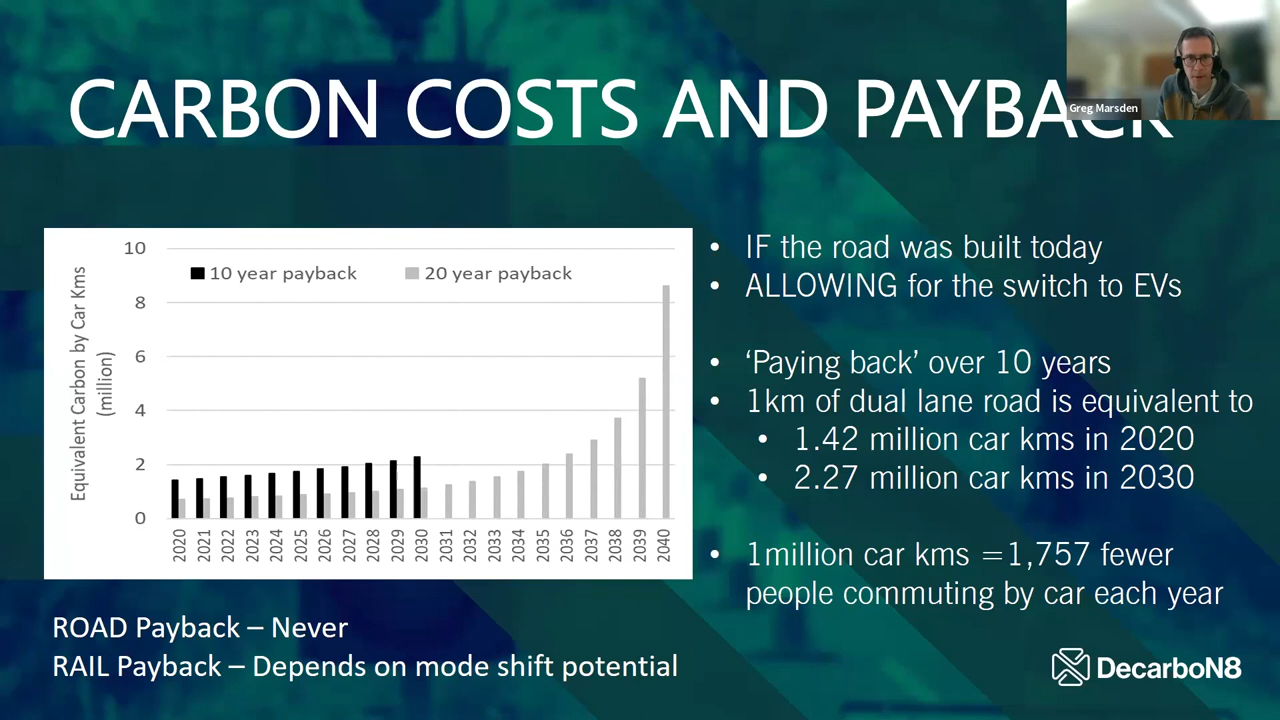 CARBON COSTS AND PAYBACK
Greg Marsden
10
8
6
4
2
0
Equivalent Carbon by Car Kms
(million)
10 year payback
20 year payback
2020
2021
2022
2023
2024
2025
2026
2027
2028
2029
2030
2031
2032
2033
2034
2035
2036
2037
2038
2039
2040
• IF the road was built today
• ALLOWING for the switch to EVs
• ‘Paying back’ over 10 years
• 1km of dual lane road is equivalent to
• 1.42 million car kms in 2020
• 2.27 million car kms in 2030
• 1million car kms =1,757 fewer
people commuting by car each year
ROAD Payback – Never
RAIL Payback – Depends on mode shift potential
DecarboN8